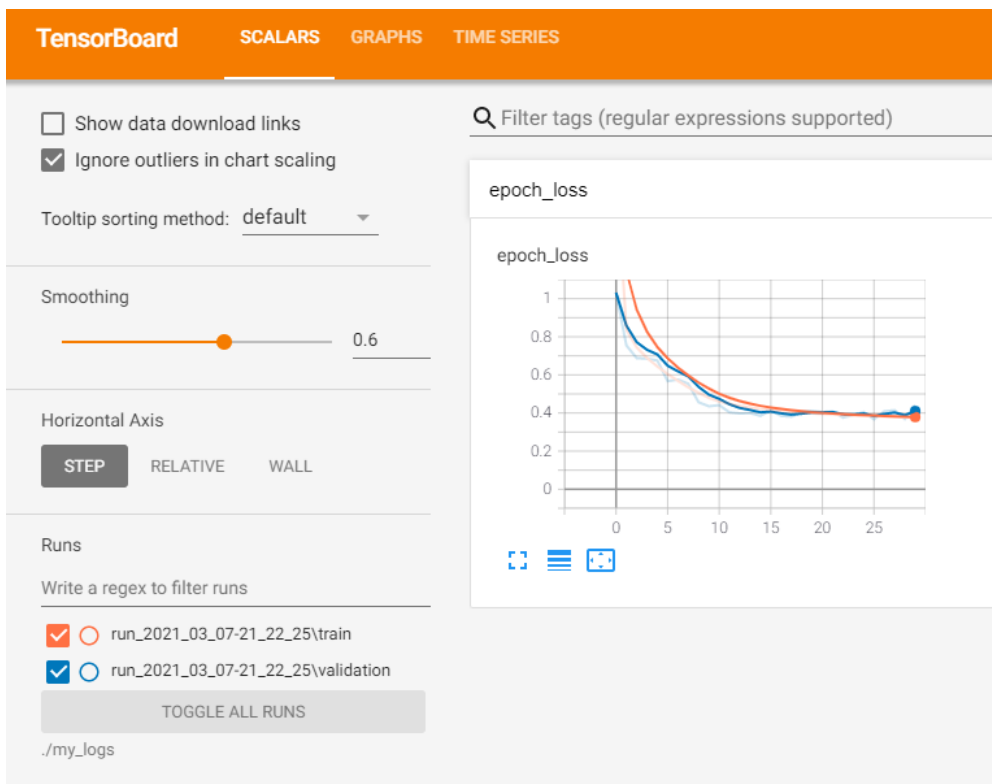 TensorBoard SCALARS GRAPHS TIME SERIES
Show data download links
Ignore outliers in chart scaling
Tooltip sorting method: default
Smoothing
0.6
Horizontal Axis
STEP RELATIVE WALL
Runs
Write a regex to filter runs
run_2021_03_07-21_22_25\train
run_2021_03_07-21_22_25\validation
TOGGLE ALL RUNS
./my_logs
Filter tags (regular expressions supported)
epoch_loss
epoch_loss
1
0.8
0.6
0.4
0.2
0
0 5 10 15 20 25